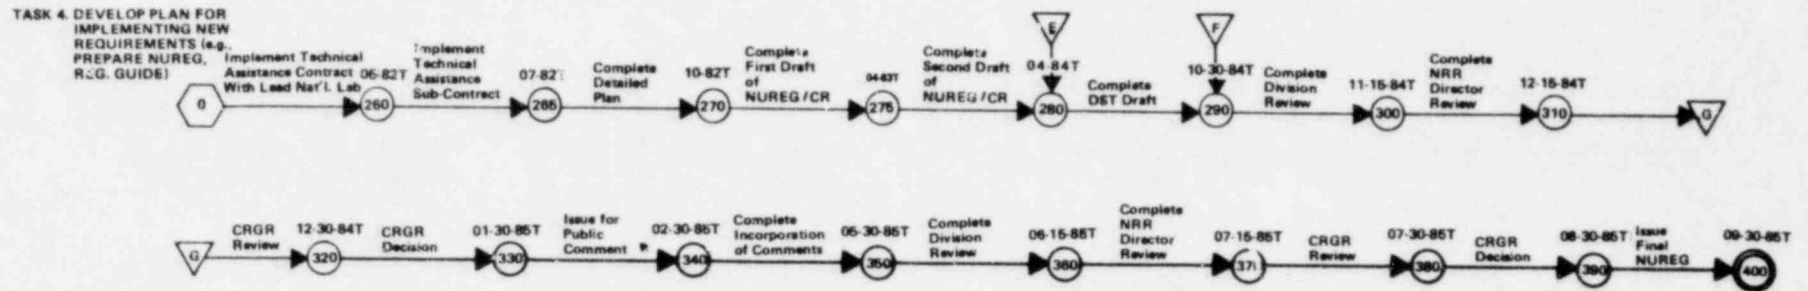 TASK 4. DEVELOP PLAN FOR
IMPLEMENTING NEW
REQUIREMENTS (e.g.,
PREPARE NUREG,
REG. GUIDE)
0
Implement Technical
Assistance Contract
With Lead Nat'l. Lab
06-82T
260
Implement
Technical
Assistance
Sub-Contract
07-82T
265
Complete
Detailed
Plan
10-82T
270
Complete
First Draft
of
NUREG/CR
04-83T
275
Complete
Second Draft
of
NUREG/CR
E
04-84T
280
Complete
DST Draft
F
10-30-84T
290
Complete
Division
Review
11-15-84T
300
Complete
NRR
Director
Review
12-15-84T
310
G
G
CRGR
Review
12-30-84T
320
CRGR
Decision
01-30-85T
330
Issue for
Public
Comment
02-30-85T
340
Complete
Incorporation
of Comments
05-30-85T
350
Complete
Division
Review
06-15-85T
360
Complete
NRR
Director
Review
07-15-85T
370
CRGR
Review
07-30-85T
380
CRGR
Decision
08-30-85T
390
Issue
Final
NUREG
09-30-85T
400